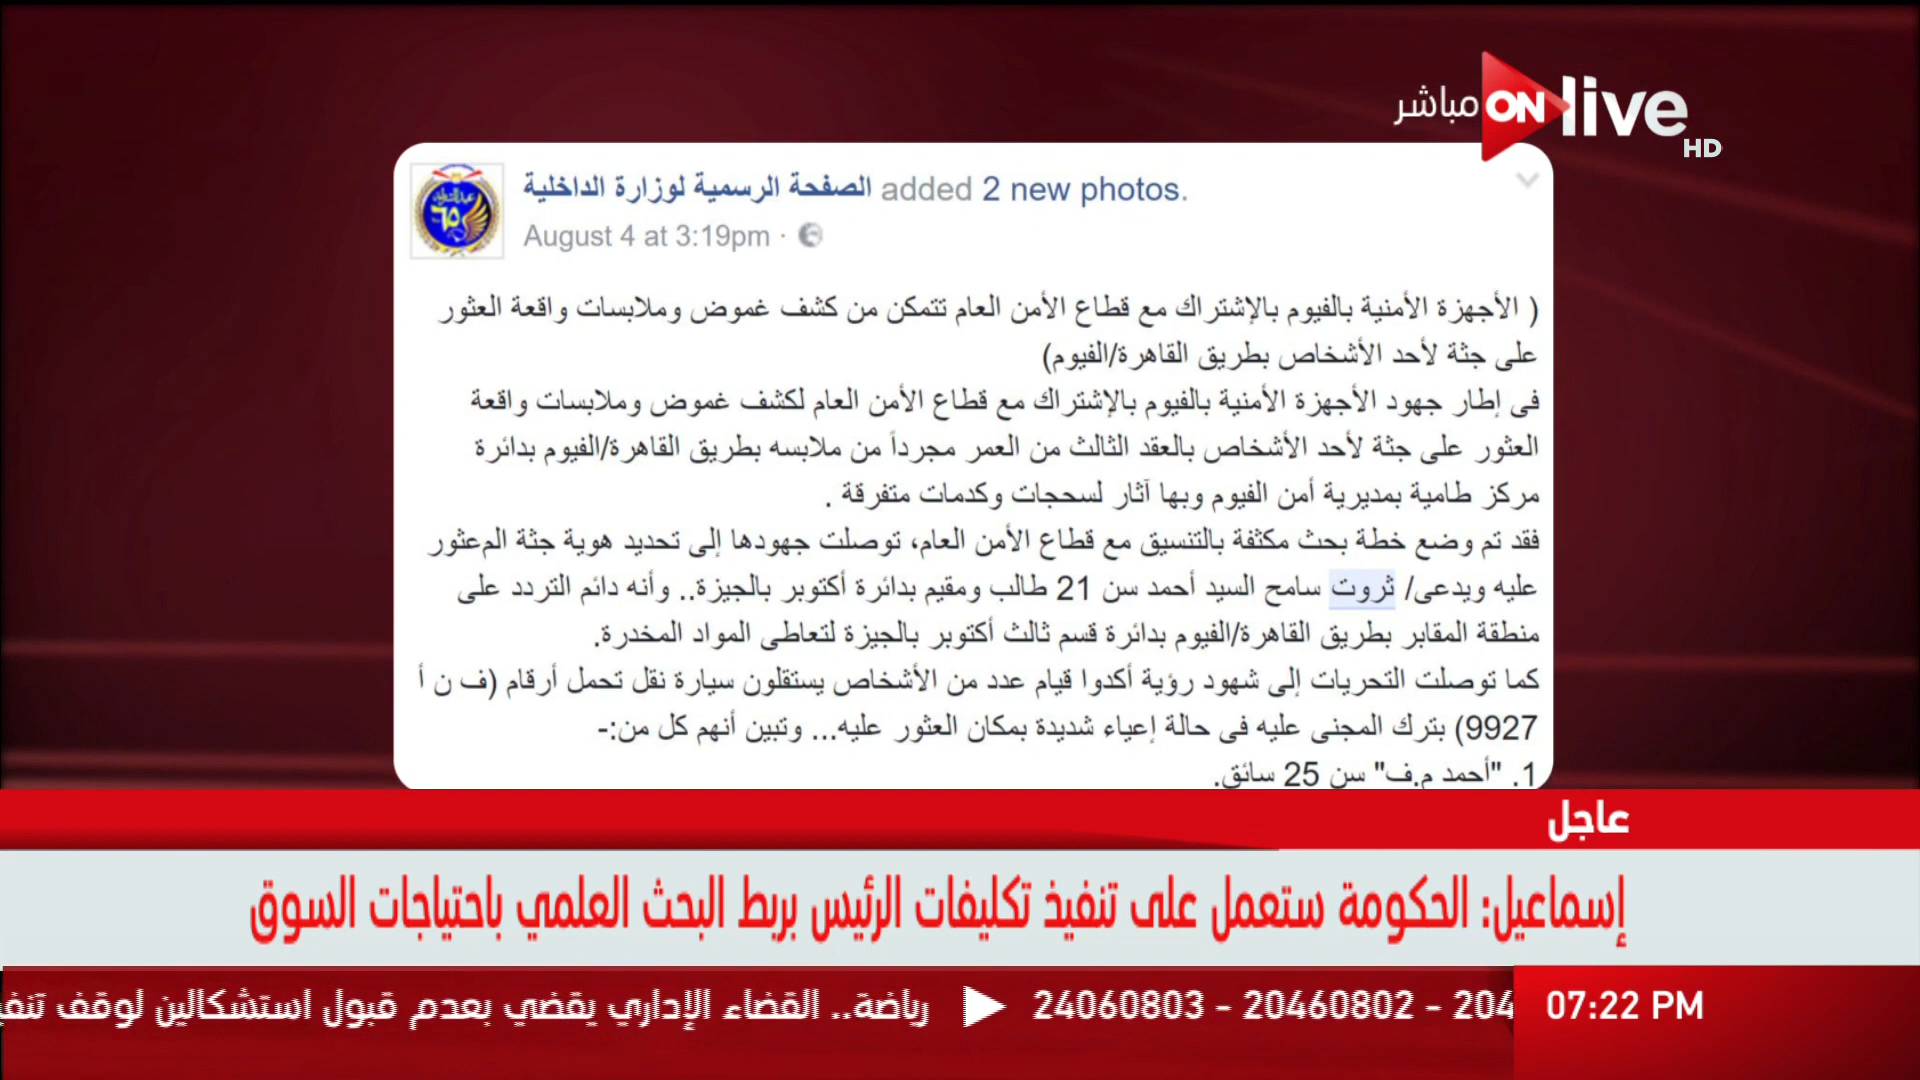 مباشر ON live
HD
الصفحة الرسمية لوزارة الداخلية added 2 new photos.
August 4 at 3:19pm ·
( الأجهزة الأمنية بالفيوم بالإشتراك مع قطاع الأمن العام تتمكن من كشف غموض وملابسات واقعة العثور
على جثة لأحد الأشخاص بطريق القاهرة/الفيوم)
فى إطار جهود الأجهزة الأمنية بالفيوم بالإشتراك مع قطاع الأمن العام لكشف غموض وملابسات واقعة
العثور على جثة لأحد الأشخاص بالعقد الثالث من العمر مجرداً من ملابسه بطريق القاهرة/الفيوم بدائرة
مركز طامية بمديرية أمن الفيوم وبها آثار لسحجات وكدمات متفرقة .
فقد تم وضع خطة بحث مكثفة بالتنسيق مع قطاع الأمن العام، توصلت جهودها إلى تحديد هوية جثة المعثور
عليه ويدعى/ ثروت سامح السيد أحمد سن 21 طالب ومقيم بدائرة أكتوبر بالجيزة.. وأنه دائم التردد على
منطقة المقابر بطريق القاهرة/الفيوم بدائرة قسم ثالث أكتوبر بالجيزة لتعاطى المواد المخدرة.
كما توصلت التحريات إلى شهود رؤية أكدوا قيام عدد من الأشخاص يستقلون سيارة نقل تحمل أرقام (ف ن أ
9927) بترك المجنى عليه فى حالة إعياء شديدة بمكان العثور عليه... وتبين أنهم كل من:-
1. "أحمد م.ف" سن 25 سائق.
عاجل
إسماعيل: الحكومة ستعمل على تنفيذ تكليفات الرئيس بربط البحث العلمي باحتياجات السوق
24060803 - 20460802 - 204
رياضة.. القضاء الإداري يقضي بعدم قبول استشكالين لوقف تنفي
07:22 PM